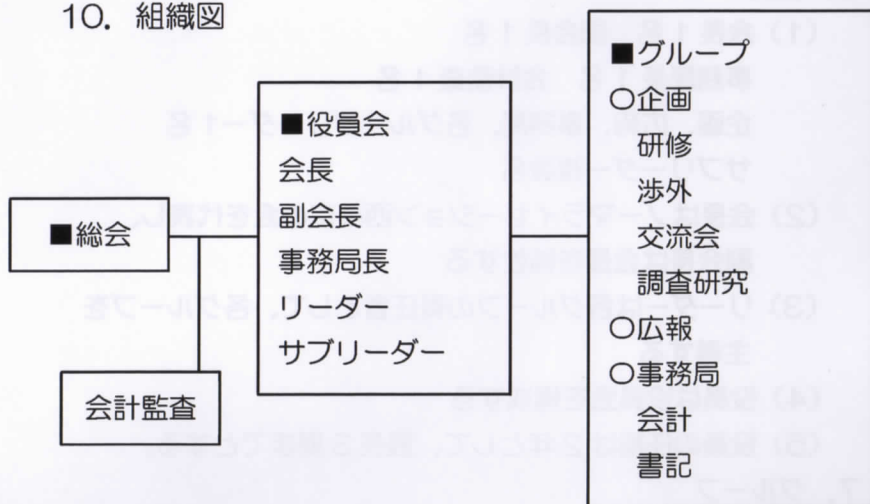 10. 組織図
■総会
会計監査
■役員会
会長
副会長
事務局長
リーダー
サブリーダー
■グループ
○企画
研修
渉外
交流会
調査研究
○広報
○事務局
会計
書記